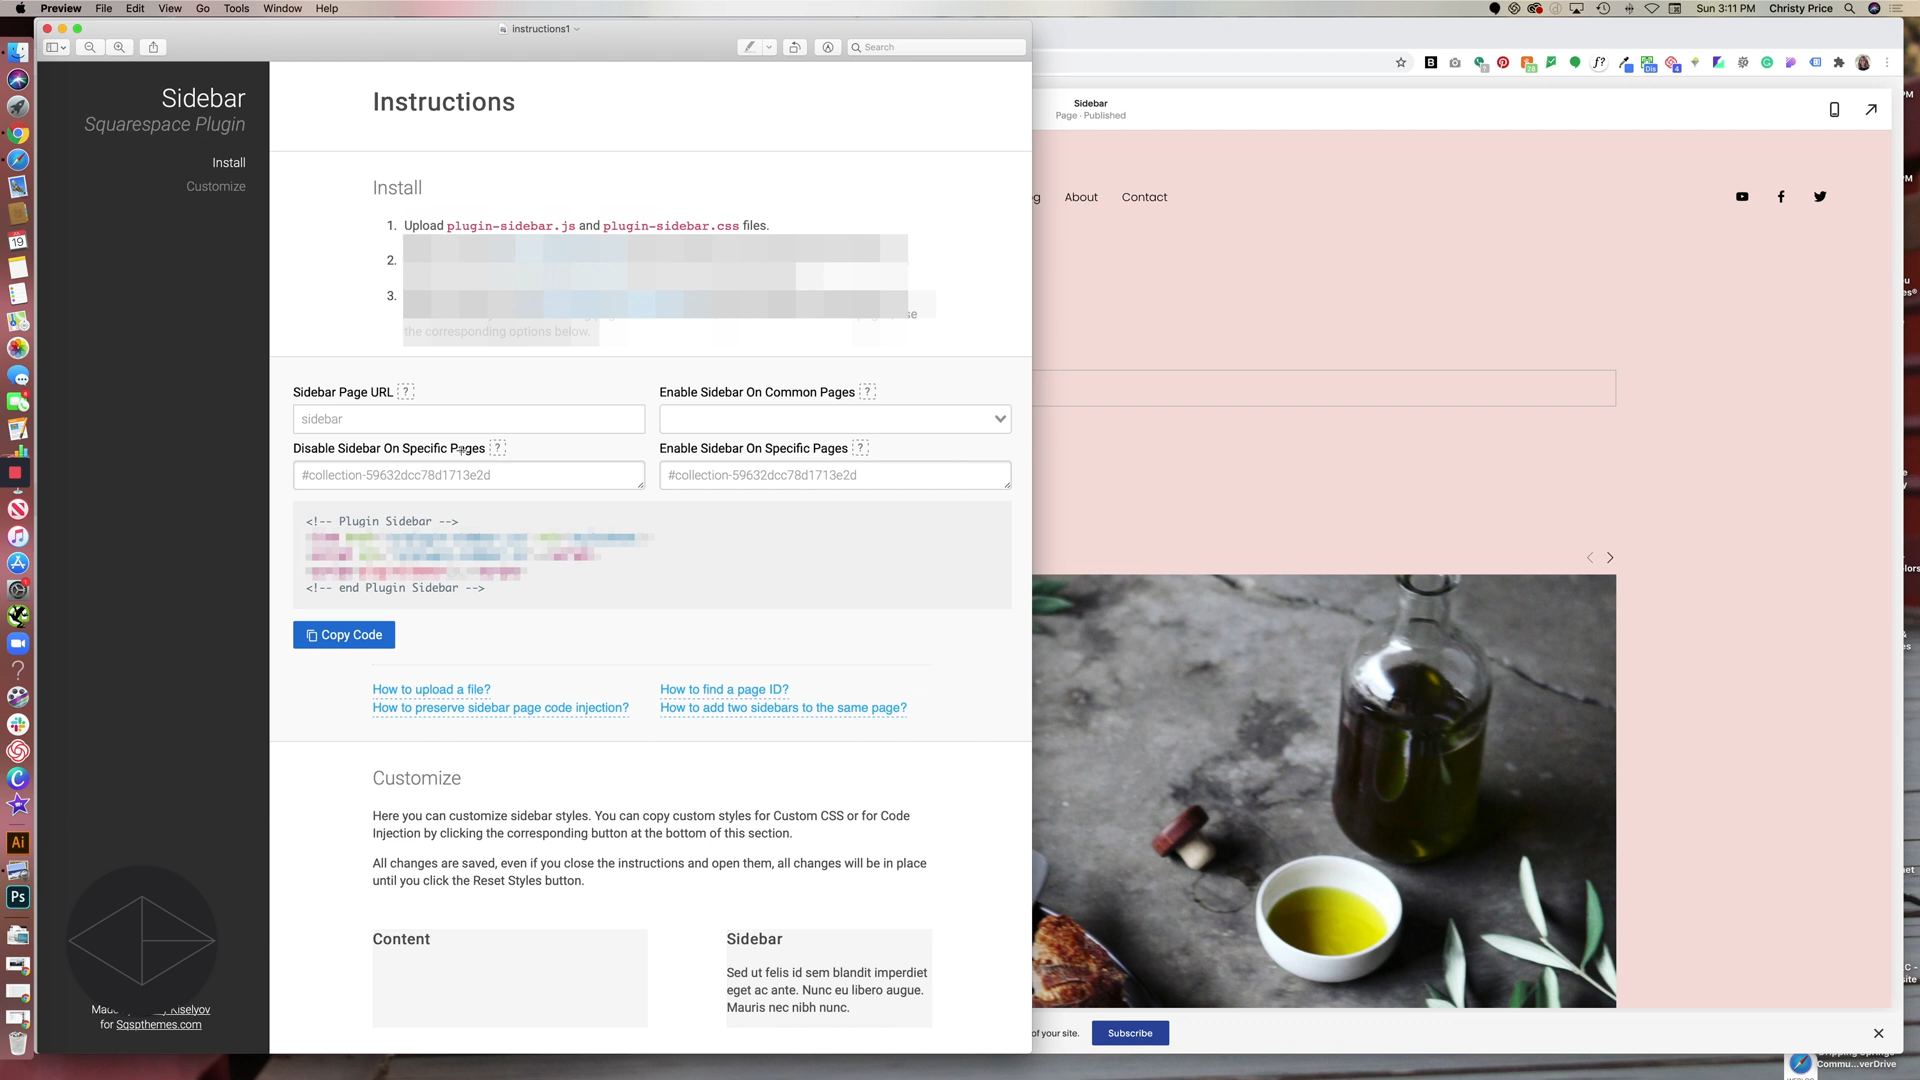 Preview File Edit View Go Tools Window Help
Sun 3:11 PM Christy Price
instructions1
Search
Sidebar
Squarespace Plugin
Install
Customize
Instructions
Install
1. Upload plugin-sidebar.js and plugin-sidebar.css files.
2.
3.
the corresponding options below.
Sidebar Page URL ?
Enable Sidebar On Common Pages ?
sidebar
Disable Sidebar On Specific Pages ?
Enable Sidebar On Specific Pages ?
#collection-59632dcc78d1713e2d
#collection-59632dcc78d1713e2d
<!-- Plugin Sidebar -->
<!-- end Plugin Sidebar -->
Copy Code
How to upload a file?
How to find a page ID?
How to preserve sidebar page code injection?
How to add two sidebars to the same page?
Customize
Here you can customize sidebar styles. You can copy custom styles for Custom CSS or for Code
Injection by clicking the corresponding button at the bottom of this section.
All changes are saved, even if you close the instructions and open them, all changes will be in place
until you click the Reset Styles button.
Content
Sidebar
Sed ut felis id sem blandit imperdiet
eget ac ante. Nunc eu libero augue.
Mauris nec nibh nunc.
Kiselyov
for Sqspthemes.com
Sidebar
Page · Published
About Contact
of your site.
Subscribe
19
Ai
Ps